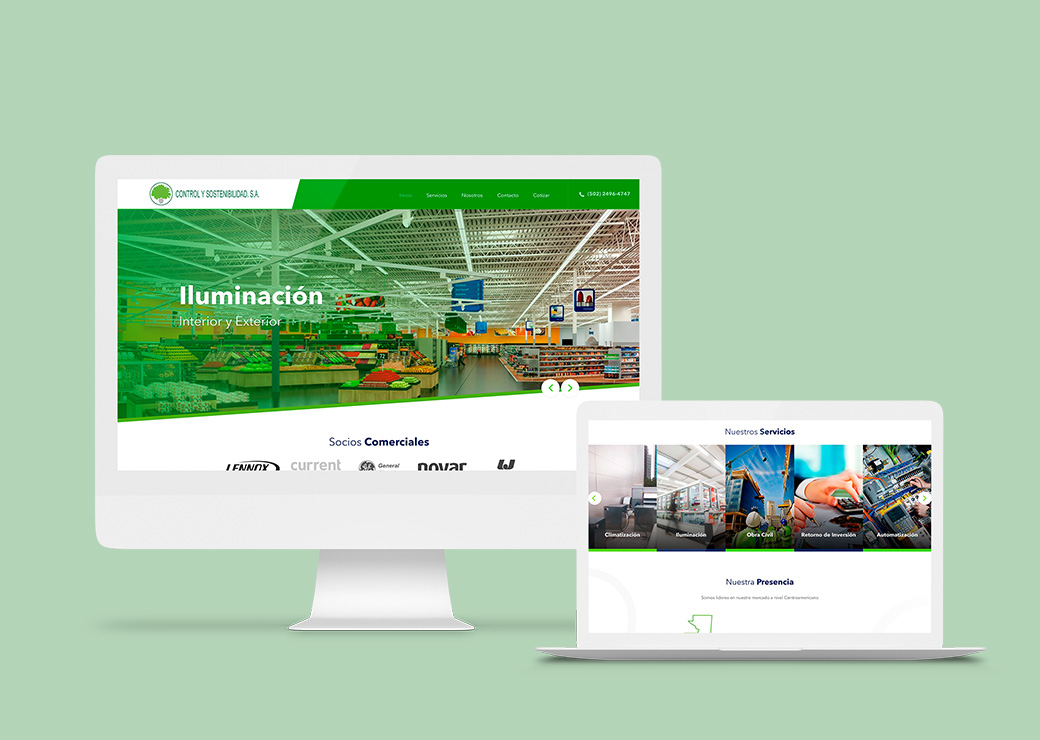 CONTROL Y SOSTENIBILIDAD, S.A.
Inicio Servicios Nosotros Contacto Cotizar (502) 2496-4747
Iluminación
Interior y Exterior
72
Socios Comerciales
LENNOX current General novar
Nuestros Servicios
Climatización Iluminación Obra Civil Retorno de Inversión Automatización
Nuestra Presencia
Somos líderes en nuestro mercado a nivel Centroamericano